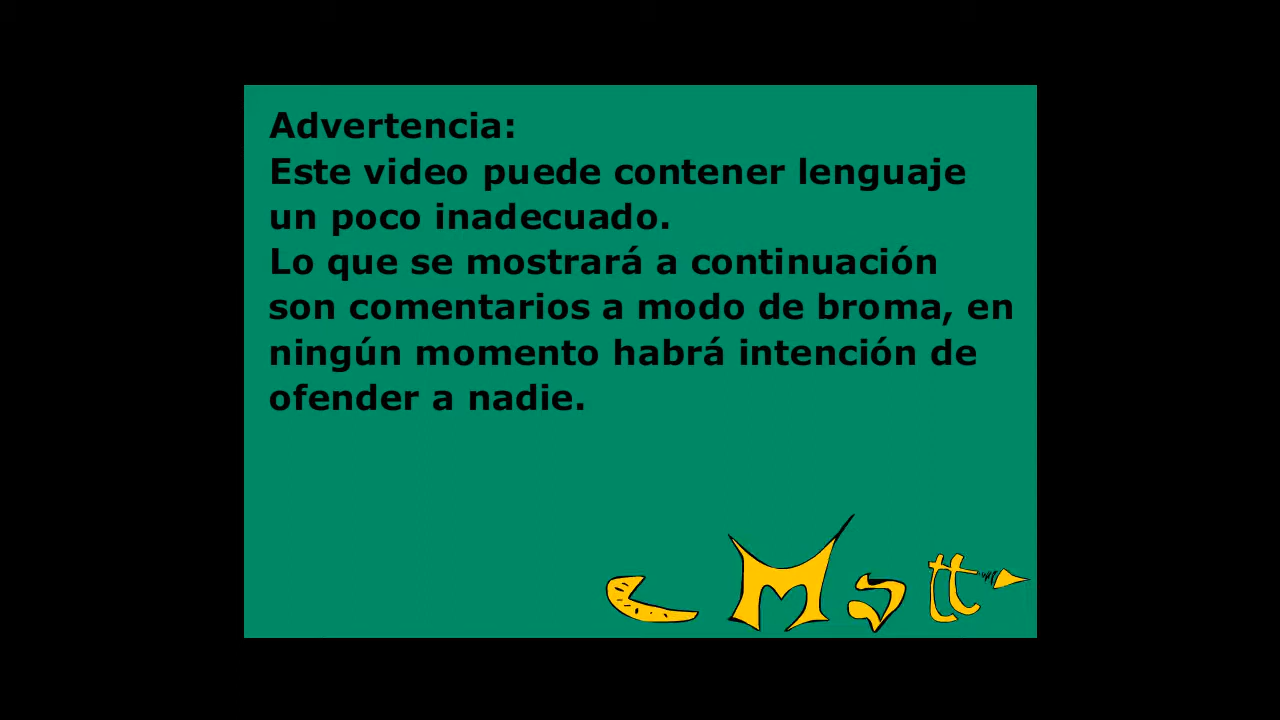 Advertencia:
Este video puede contener lenguaje
un poco inadecuado.
Lo que se mostrará a continuación
son comentarios a modo de broma, en
ningún momento habrá intención de
ofender a nadie.
Matt